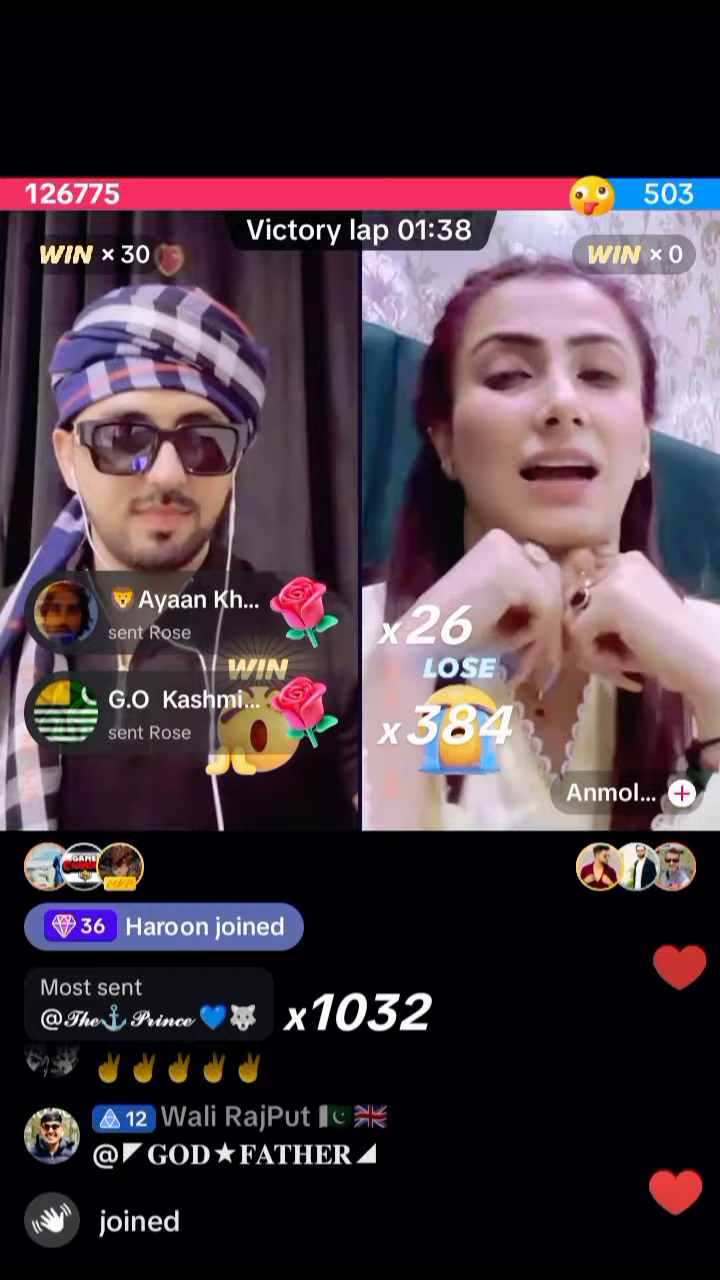 126775
503
Victory lap 01:38
WIN × 30
WIN × 0
🦁Ayaan Kh...
sent Rose
x26
WIN
LOSE
G.O Kashmi...
sent Rose
x384
Anmol...
GAME
36 Haroon joined
Most sent
@𝒯𝒽𝑒⚓𝒫𝓇𝒾𝓃𝒸𝑒 💙🐺 x1032
✌✌✌✌✌
12 Wali RajPut 🇵🇰🇬🇧
@◤𝐆𝐎𝐃★𝐅𝐀𝐓𝐇𝐄𝐑◢
joined